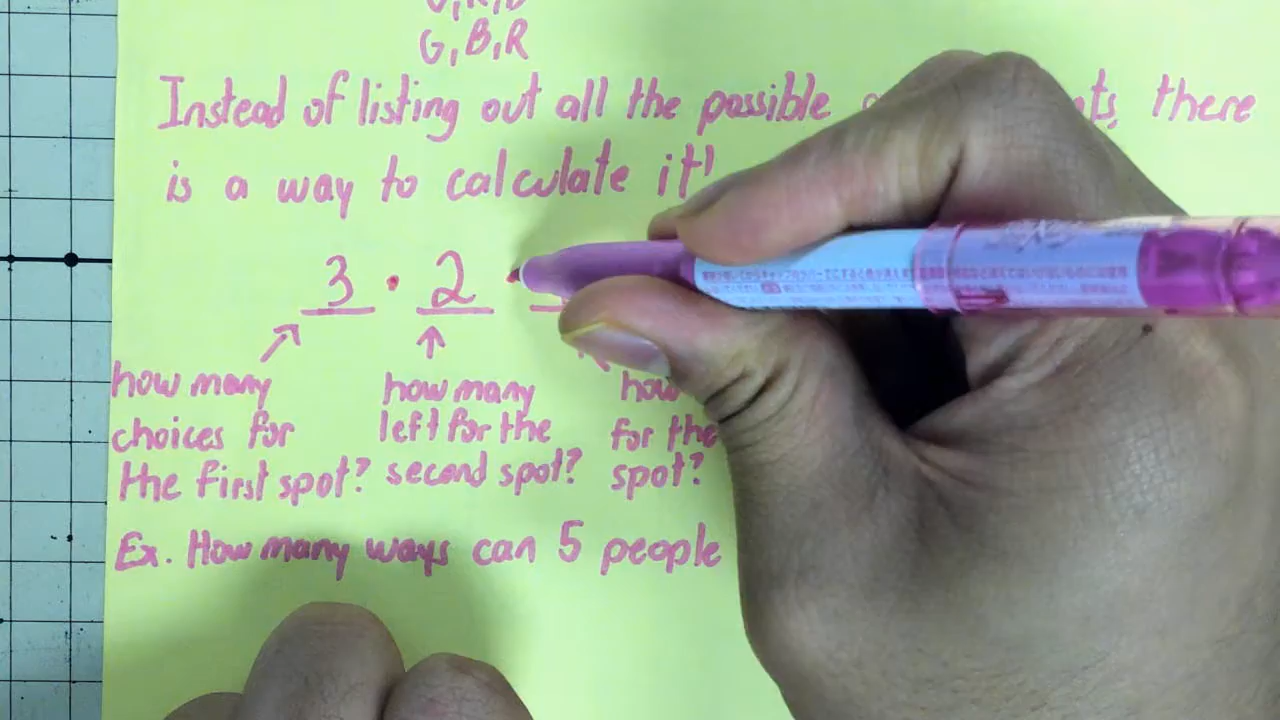 G, B, R
Instead of listing out all the possible there
is a way to calculate it!
3 · 2 ·
how many how many how
choices for left for the for the
the first spot? second spot? spot?
Ex. How many ways can 5 people